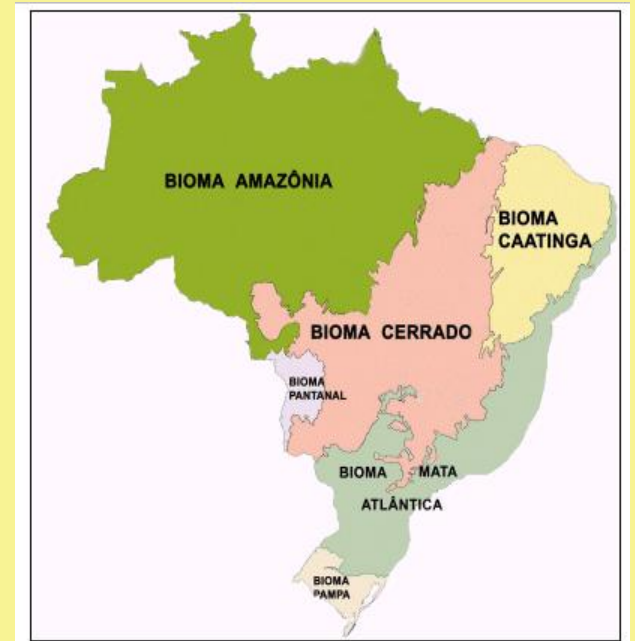 BIOMA AMAZÔNIA
BIOMA
CAATINGA
BIOMA CERRADO
BIOMA
PANTANAL
BIOMA MATA
ATLÂNTICA
BIOMA
PAMPA